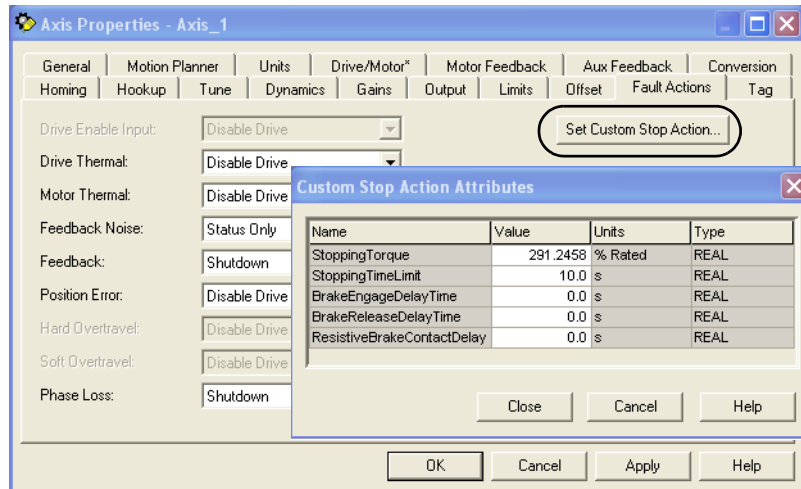 Axis Properties - Axis_1
General Motion Planner Units Drive/Motor* Motor Feedback Aux Feedback Conversion
Homing Hookup Tune Dynamics Gains Output Limits Offset Fault Actions Tag
Drive Enable Input: Disable Drive Set Custom Stop Action...
Drive Thermal: Disable Drive
Motor Thermal: Disable Drive
Feedback Noise: Status Only
Feedback: Shutdown
Position Error: Disable Drive
Hard Overtravel: Disable Drive
Soft Overtravel: Disable Drive
Phase Loss: Shutdown
Custom Stop Action Attributes
Name Value Units Type
StoppingTorque 291.2458 % Rated REAL
StoppingTimeLimit 10.0 s REAL
BrakeEngageDelayTime 0.0 s REAL
BrakeReleaseDelayTime 0.0 s REAL
ResistiveBrakeContactDelay 0.0 s REAL
Close Cancel Help
OK Cancel Apply Help